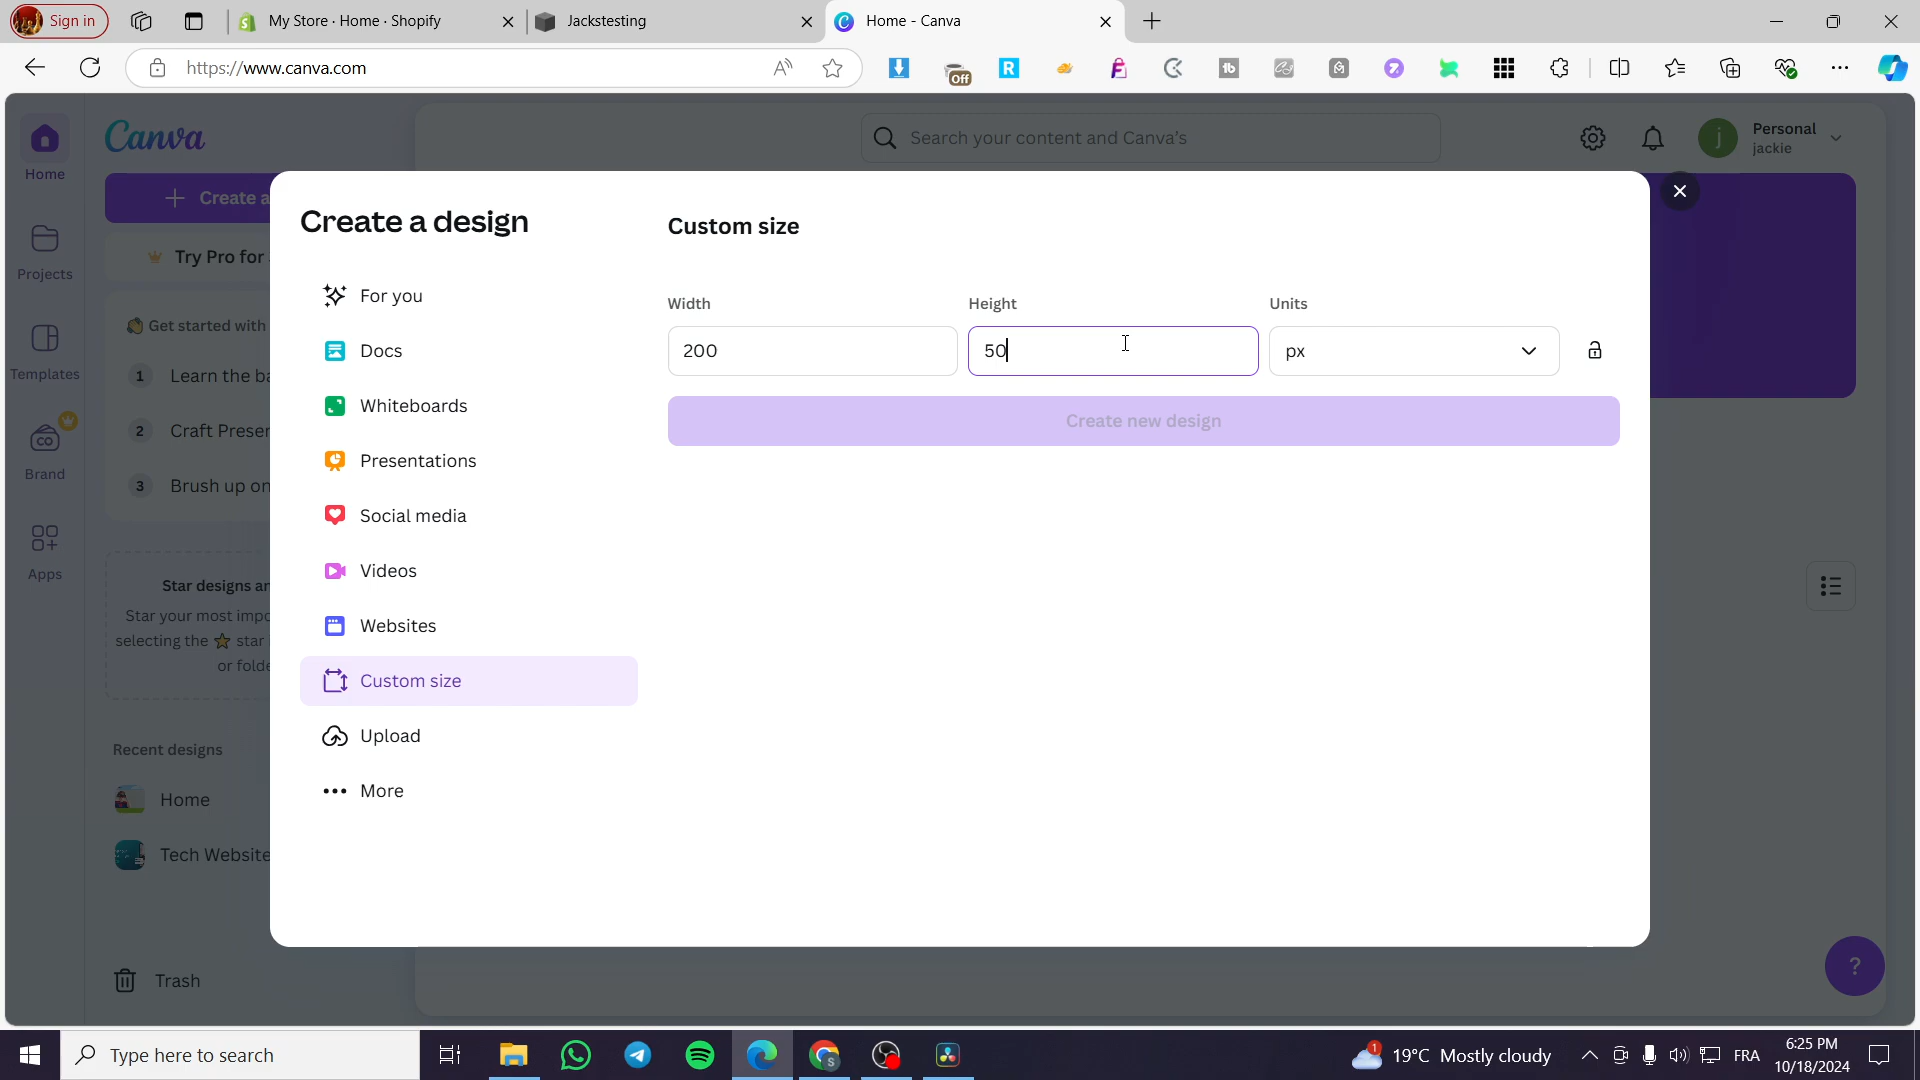 Sign in
My Store · Home · Shopify
Jackstesting
Home - Canva
https://www.canva.com
Off
Canva
Search your content and Canva's
Personal
jackie
j
Home
Create a
Projects
Try Pro for
Templates
Get started with
1 Learn the ba
2 Craft Preser
3 Brush up on
Brand
Apps
Star designs an
Star your most impo
selecting the star
or folde
Recent designs
Home
Tech Website
Trash
Create a design
For you
Docs
Whiteboards
Presentations
Social media
Videos
Websites
Custom size
Upload
More
Custom size
Width
Height
Units
200
50
px
Create new design
?
Type here to search
1
19°C Mostly cloudy
FRA
6:25 PM
10/18/2024